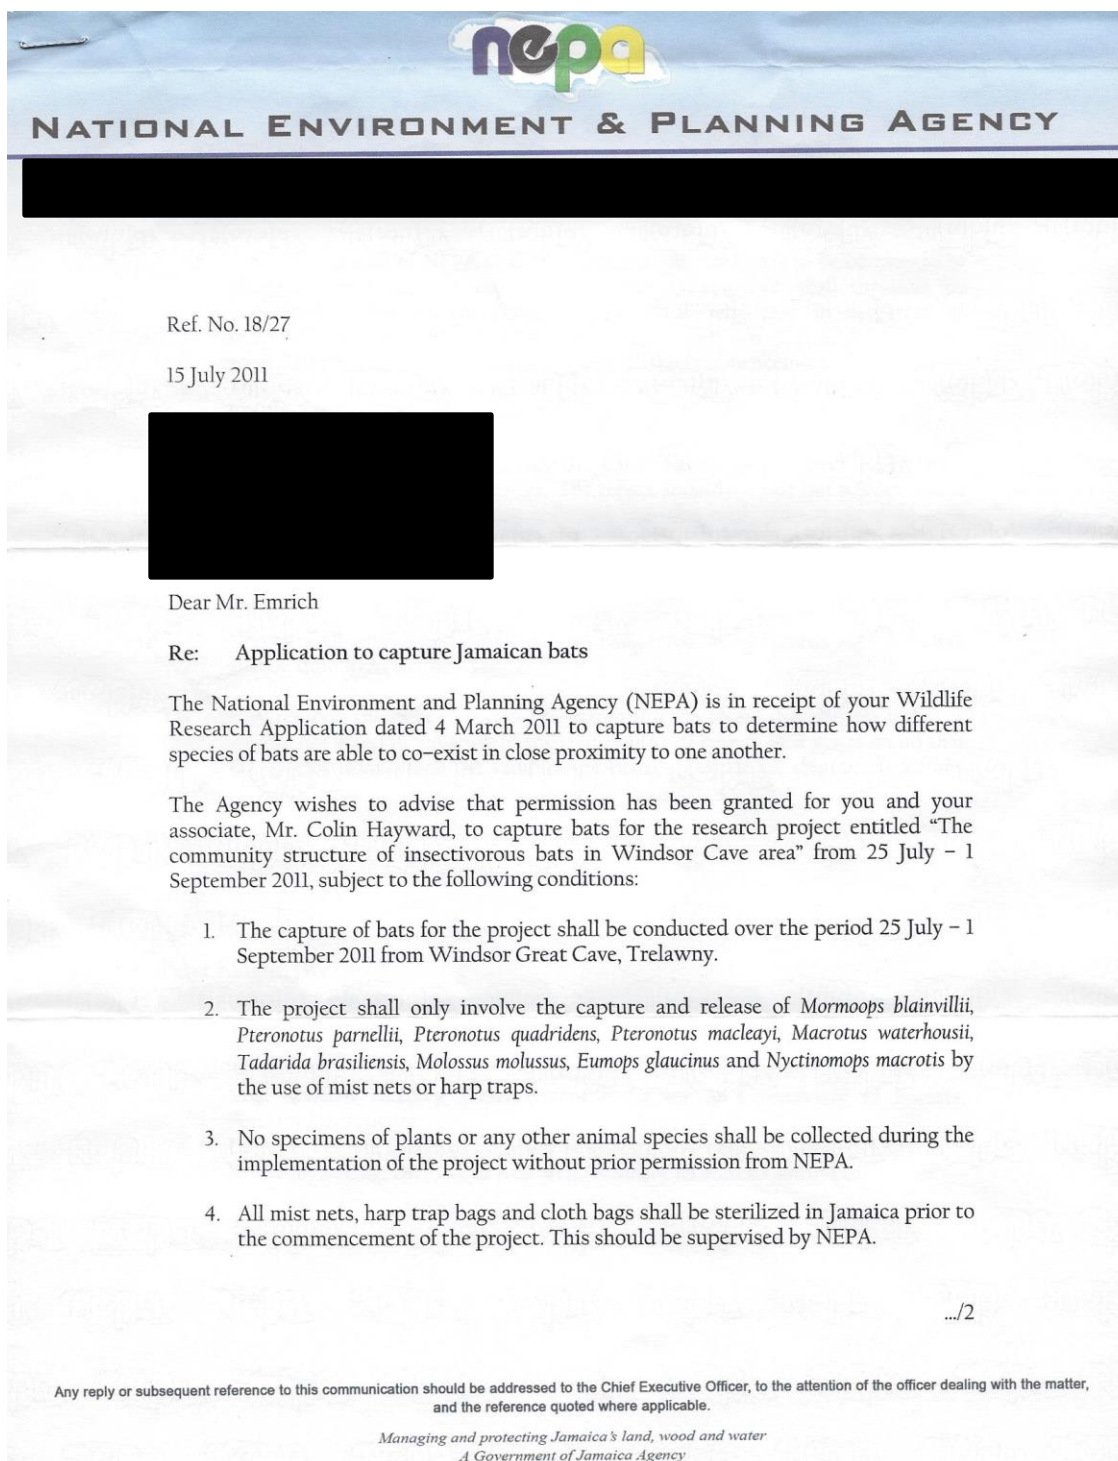 nepa
NATIONAL ENVIRONMENT & PLANNING AGENCY
Ref. No. 18/27
15 July 2011
Dear Mr. Emrich
Re: Application to capture Jamaican bats
The National Environment and Planning Agency (NEPA) is in receipt of your Wildlife
Research Application dated 4 March 2011 to capture bats to determine how different
species of bats are able to co-exist in close proximity to one another.
The Agency wishes to advise that permission has been granted for you and your
associate, Mr. Colin Hayward, to capture bats for the research project entitled “The
community structure of insectivorous bats in Windsor Cave area” from 25 July – 1
September 2011, subject to the following conditions:
1. The capture of bats for the project shall be conducted over the period 25 July – 1
September 2011 from Windsor Great Cave, Trelawny.
2. The project shall only involve the capture and release of Mormoops blainvillii,
Pteronotus parnellii, Pteronotus quadridens, Pteronotus macleayi, Macrotus waterhousii,
Tadarida brasiliensis, Molossus molussus, Eumops glaucinus and Nyctinomops macrotis by
the use of mist nets or harp traps.
3. No specimens of plants or any other animal species shall be collected during the
implementation of the project without prior permission from NEPA.
4. All mist nets, harp trap bags and cloth bags shall be sterilized in Jamaica prior to
the commencement of the project. This should be supervised by NEPA.
.../2
Any reply or subsequent reference to this communication should be addressed to the Chief Executive Officer, to the attention of the officer dealing with the matter,
and the reference quoted where applicable.
Managing and protecting Jamaica's land, wood and water
A Government of Jamaica Agency